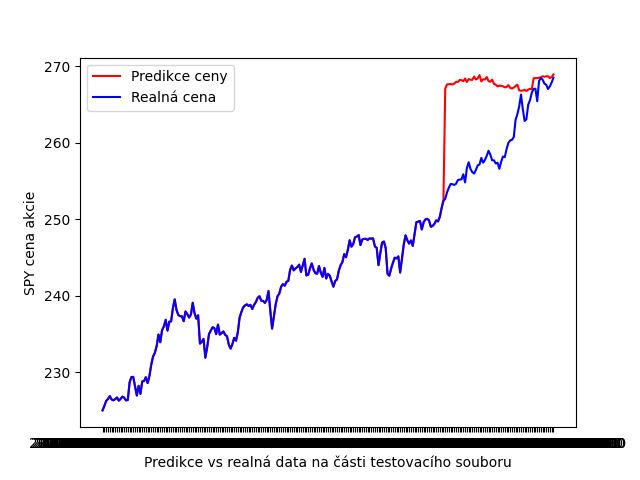 Predikce ceny
Realná cena
270
260
250
240
230
SPY cena akcie
Predikce vs realná data na části testovacího souboru